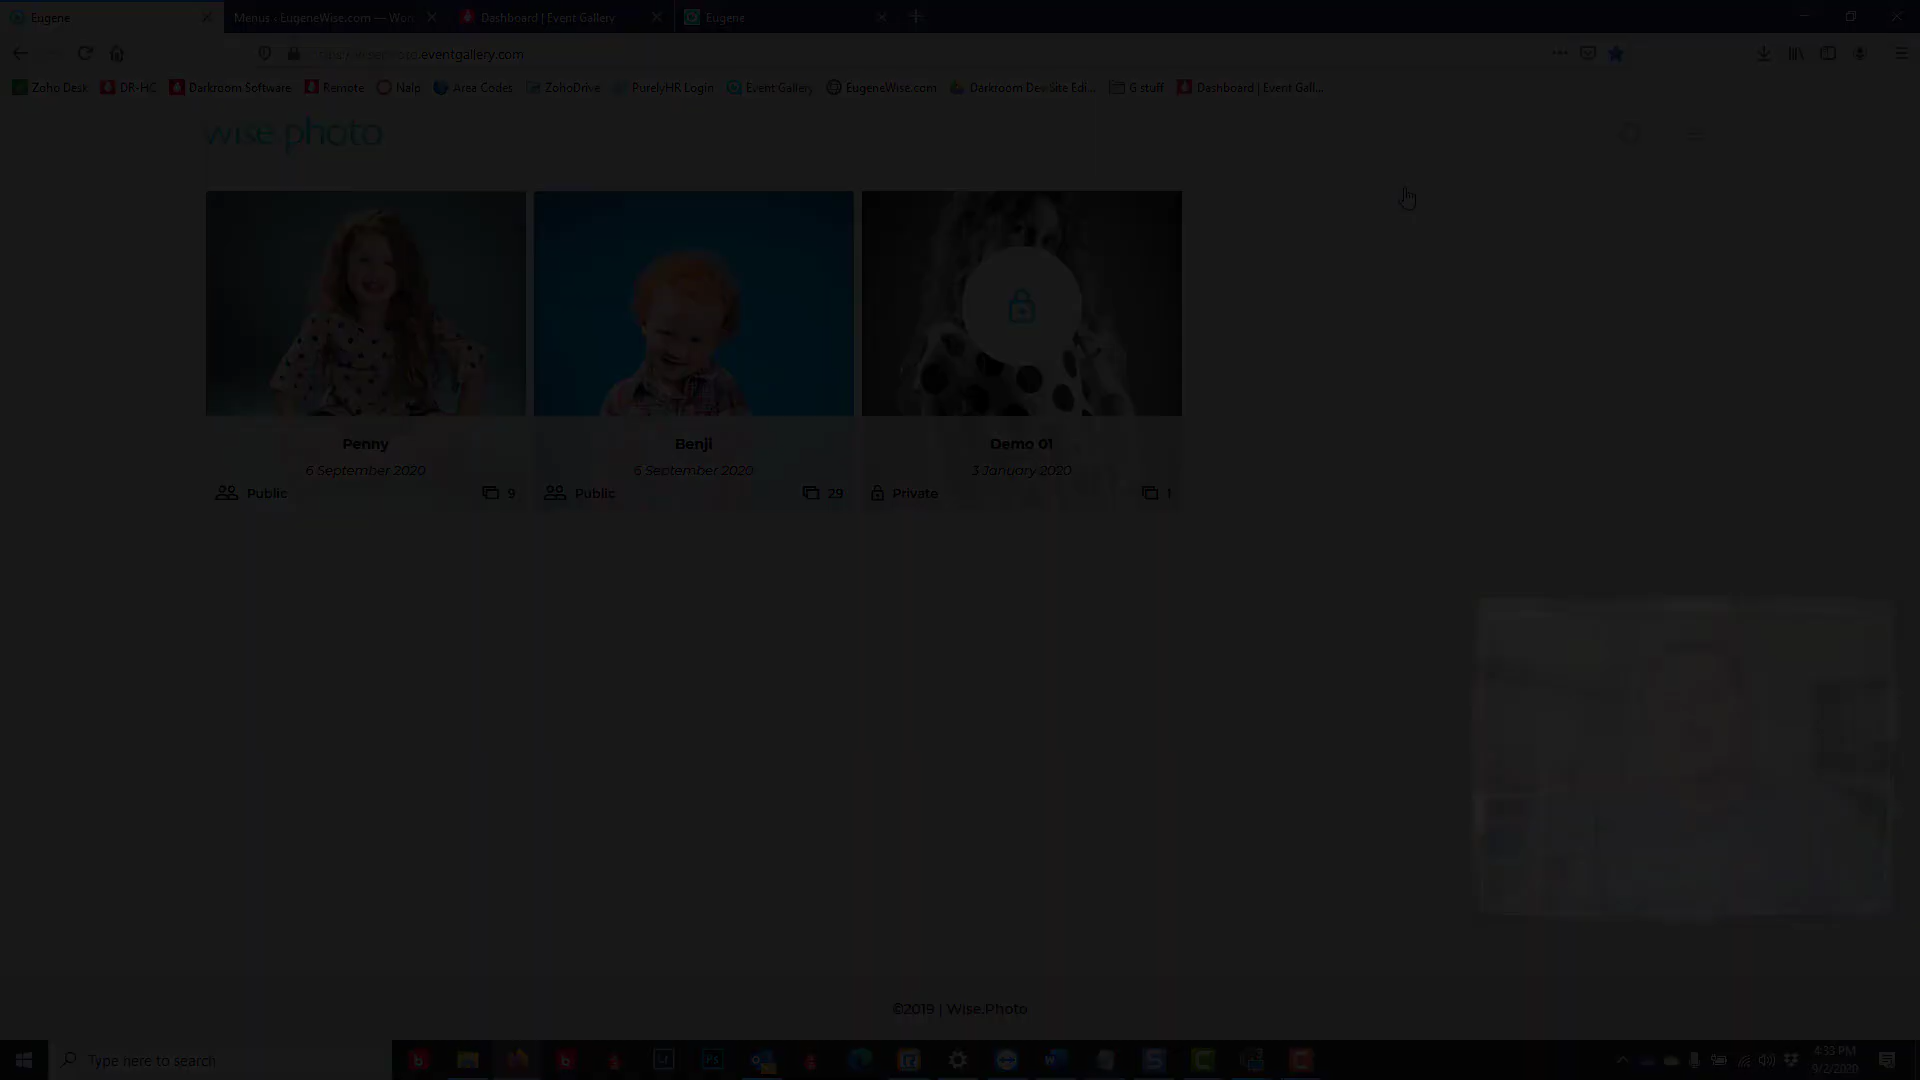 Eugene
Menus ‹ EugeneWise.com — Wor
Dashboard | Event Gallery
Eugene
eventgallery.com
Zoho Desk
DR-HC
Darkroom Software
Remote
Nalp
Area Codes
ZohoDrive
PurelyHR Login
Event Gallery
EugeneWise.com
Darkroom Dev Site Edi...
G stuff
Dashboard | Event Gall...
wise photo
Penny
6 September 2020
Public
9
Benji
6 September 2020
Public
29
Demo 01
3 January 2020
Private
1
©2019 | Wise.Photo
Type here to search
4:33 PM
9/2/2020